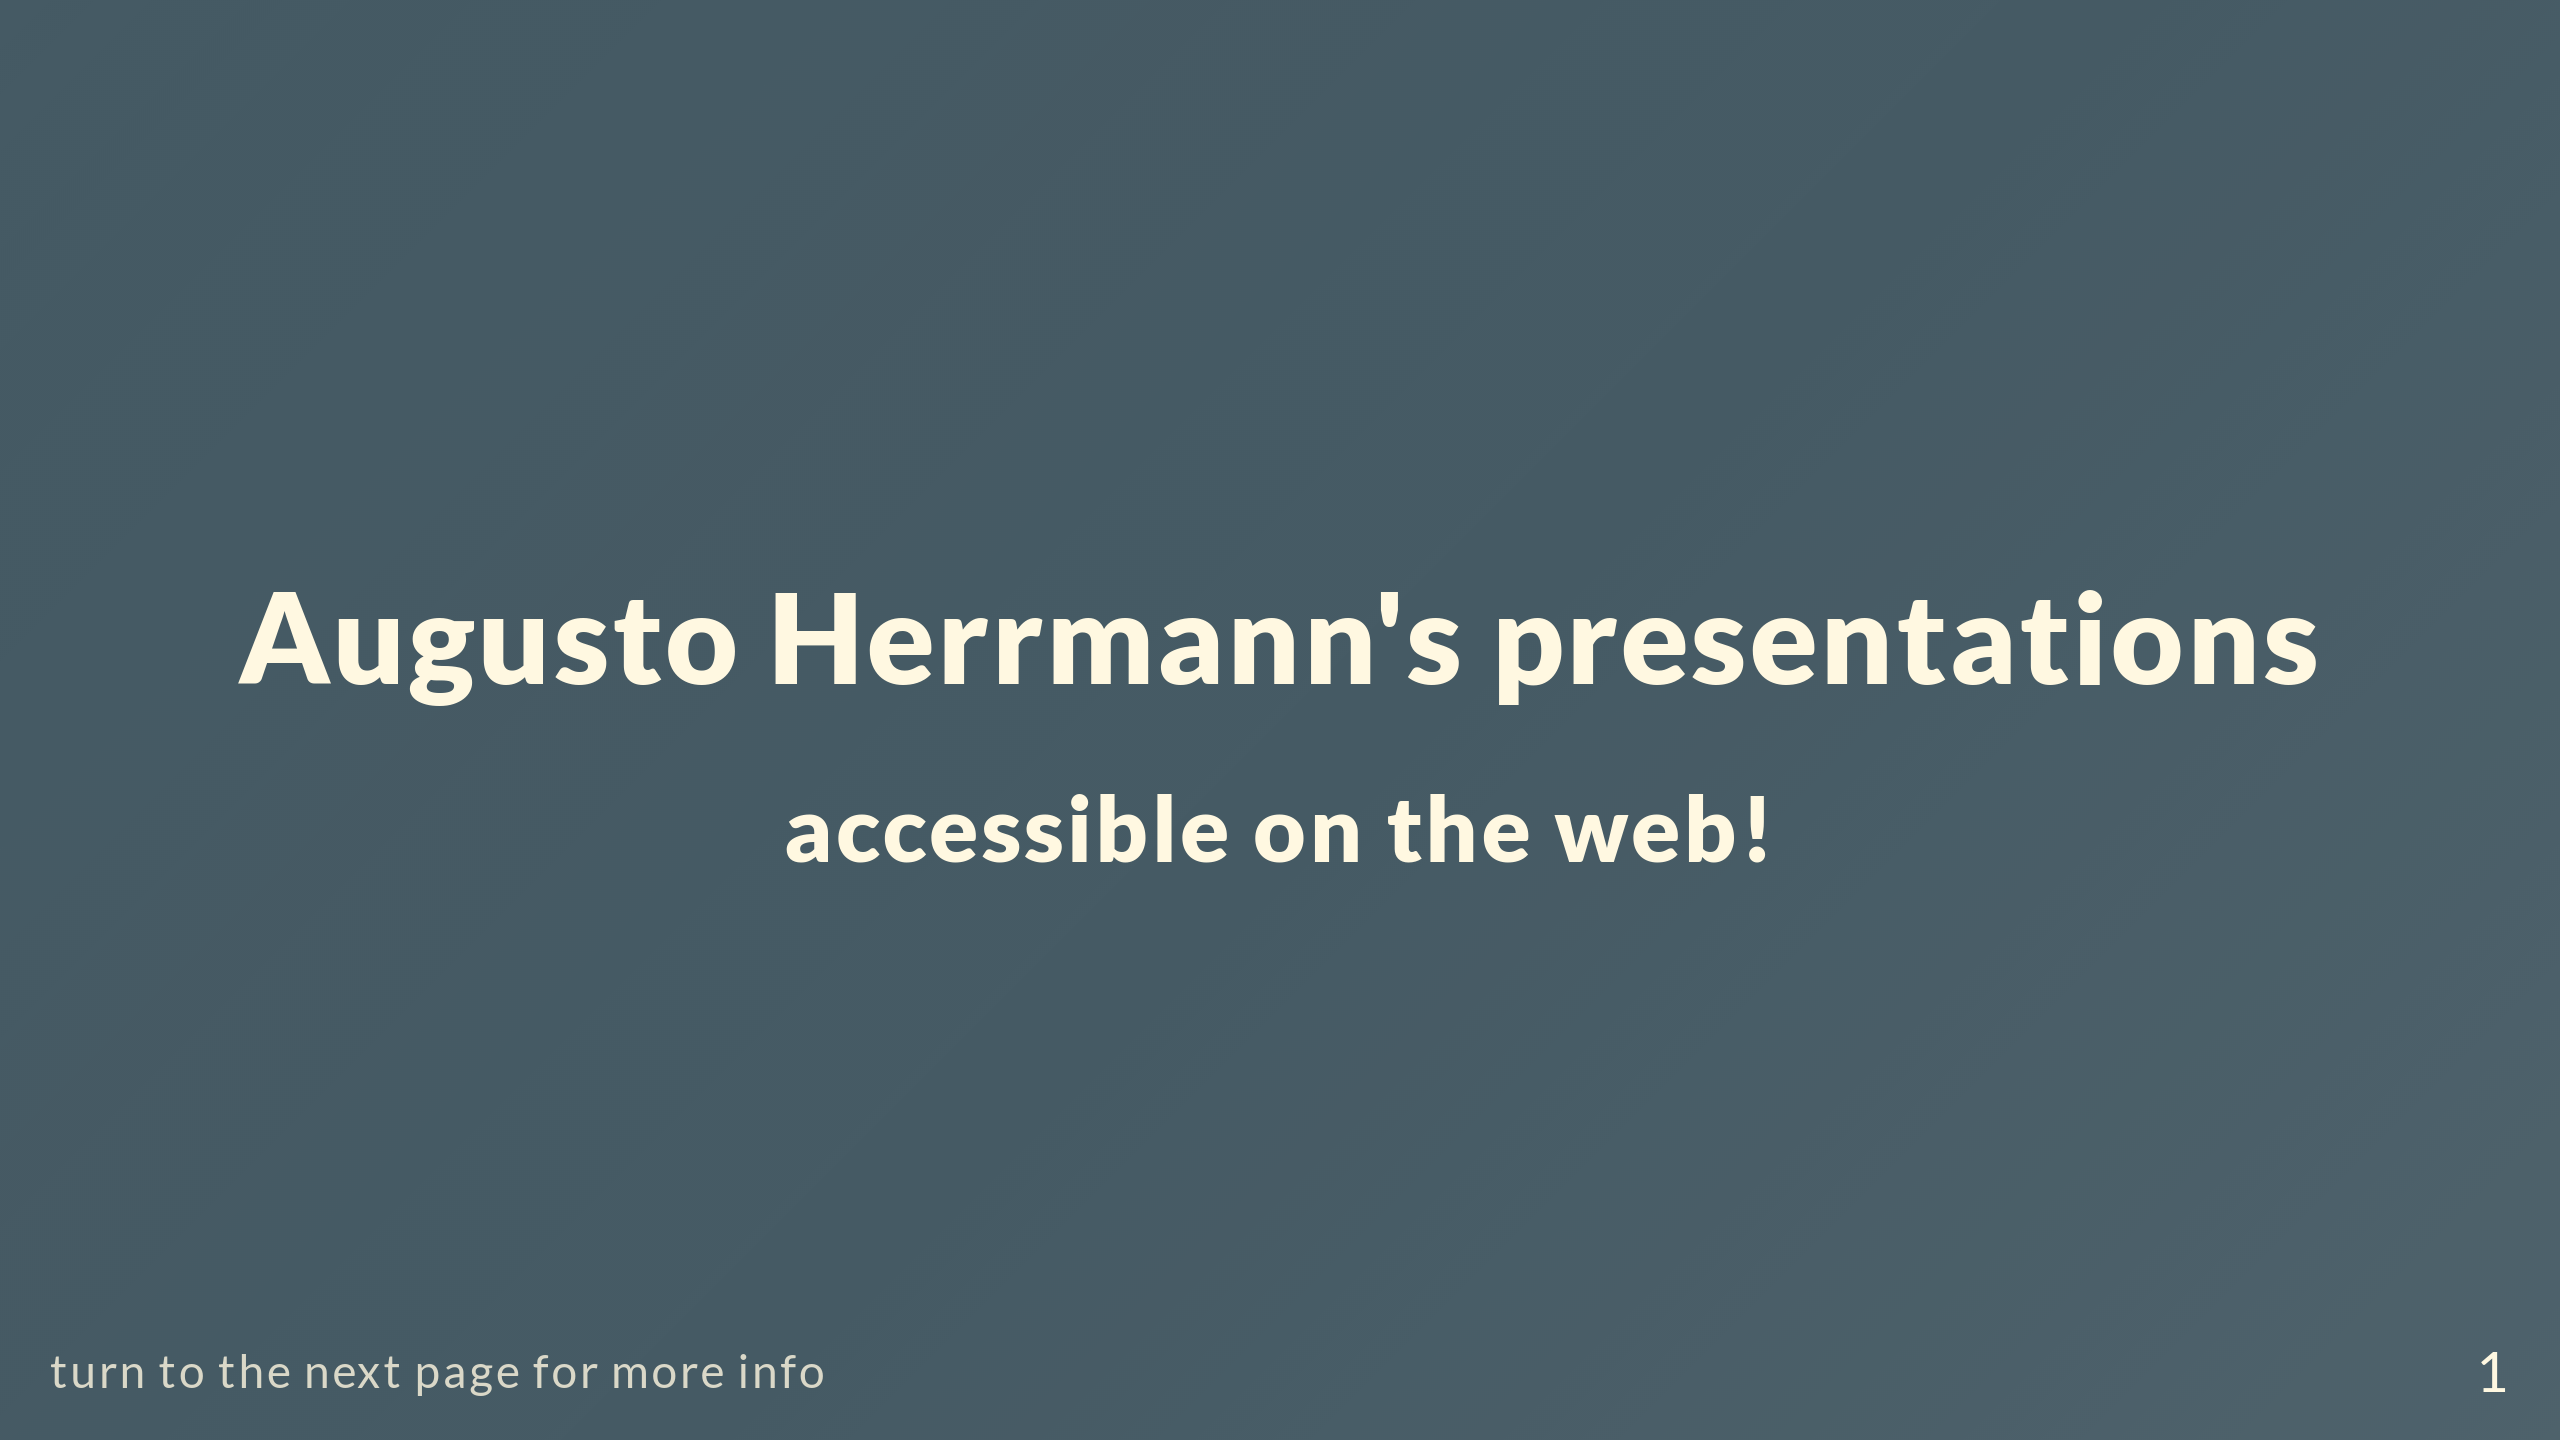 Augusto Herrmann's presentations
accessible on the web!
turn to the next page for more info
1